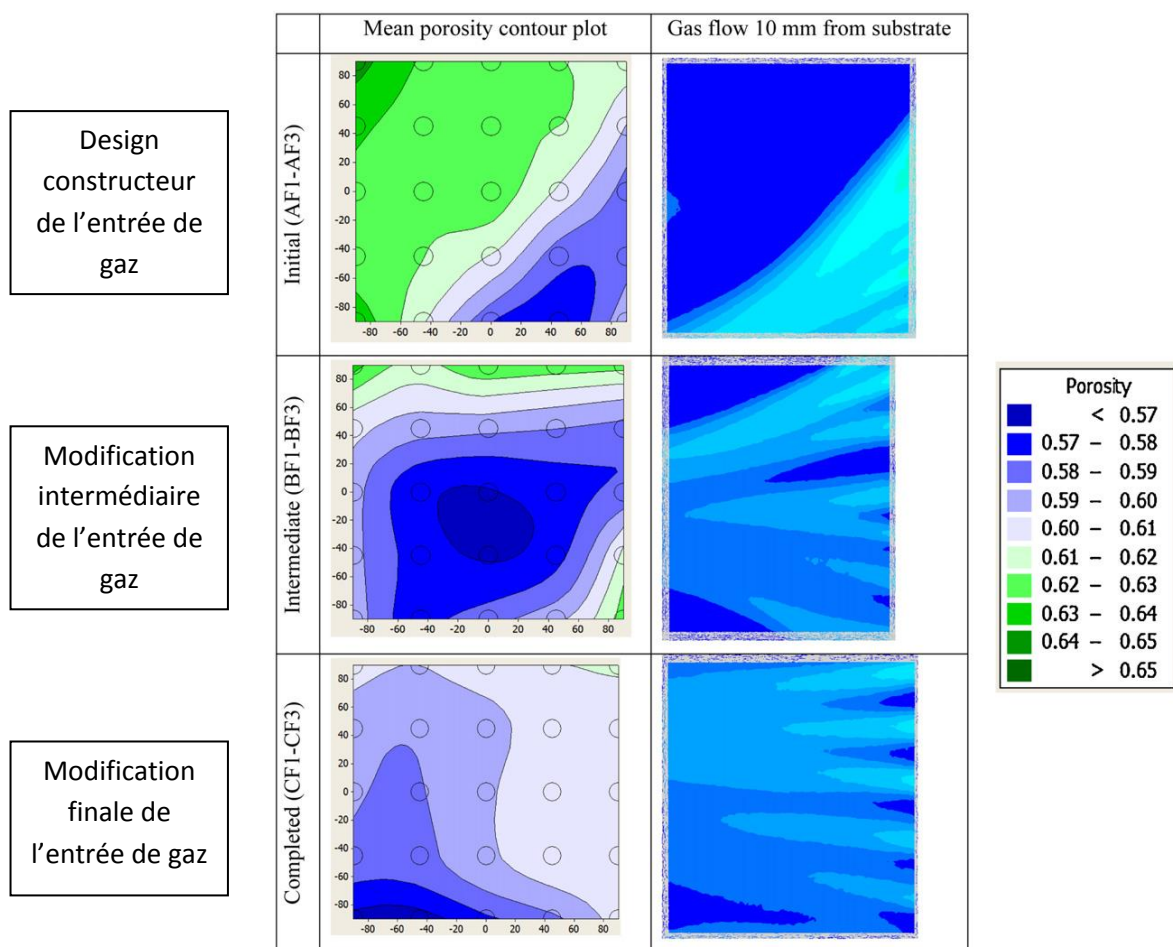 Mean porosity contour plot
Gas flow 10 mm from substrate
Design
constructeur
de l’entrée de
gaz
Initial (AF1-AF3)
80
60
40
20
0
-20
-40
-60
-80
-80 -60 -40 -20 0 20 40 60 80
Modification
intermédiaire
de l’entrée de
gaz
Intermediate (BF1-BF3)
80
60
40
20
0
-20
-40
-60
-80
-80 -60 -40 -20 0 20 40 60 80
Modification
finale de
l’entrée de gaz
Completed (CF1-CF3)
80
60
40
20
0
-20
-40
-60
-80
-80 -60 -40 -20 0 20 40 60 80
Porosity
< 0.57
0.57 – 0.58
0.58 – 0.59
0.59 – 0.60
0.60 – 0.61
0.61 – 0.62
0.62 – 0.63
0.63 – 0.64
0.64 – 0.65
> 0.65